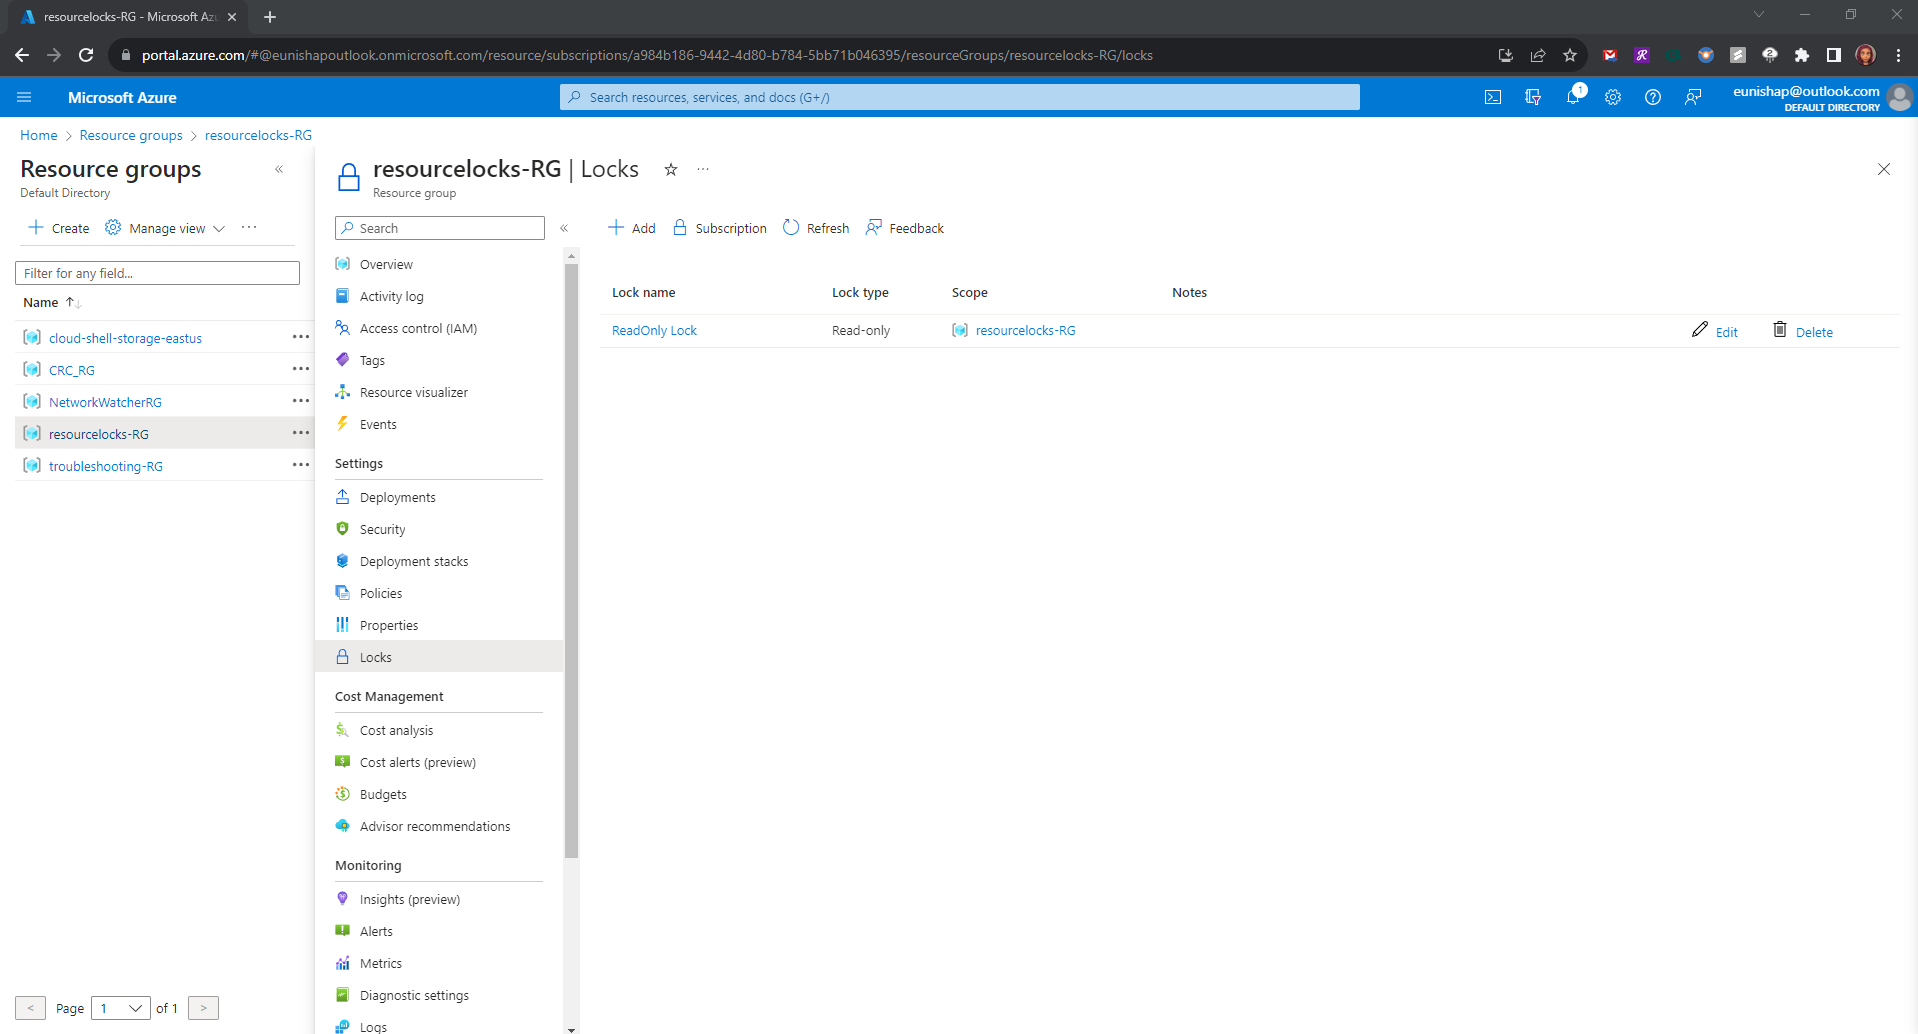 resourcelocks-RG - Microsoft Az
portal.azure.com/#@eunishapoutlook.onmicrosoft.com/resource/subscriptions/a984b186-9442-4d80-b784-5bb71b046395/resourceGroups/resourcelocks-RG/locks
Microsoft Azure
Search resources, services, and docs (G+/)
1
eunishap@outlook.com
DEFAULT DIRECTORY
Home > Resource groups > resourcelocks-RG
Resource groups
Default Directory
Create
Manage view
Filter for any field...
Name
cloud-shell-storage-eastus
CRC_RG
NetworkWatcherRG
resourcelocks-RG
troubleshooting-RG
< Page 1 of 1 >
resourcelocks-RG | Locks
Resource group
Search
Overview
Activity log
Access control (IAM)
Tags
Resource visualizer
Events
Settings
Deployments
Security
Deployment stacks
Policies
Properties
Locks
Cost Management
Cost analysis
Cost alerts (preview)
Budgets
Advisor recommendations
Monitoring
Insights (preview)
Alerts
Metrics
Diagnostic settings
Logs
Add Subscription Refresh Feedback
Lock name Lock type Scope Notes
ReadOnly Lock Read-only resourcelocks-RG Edit Delete